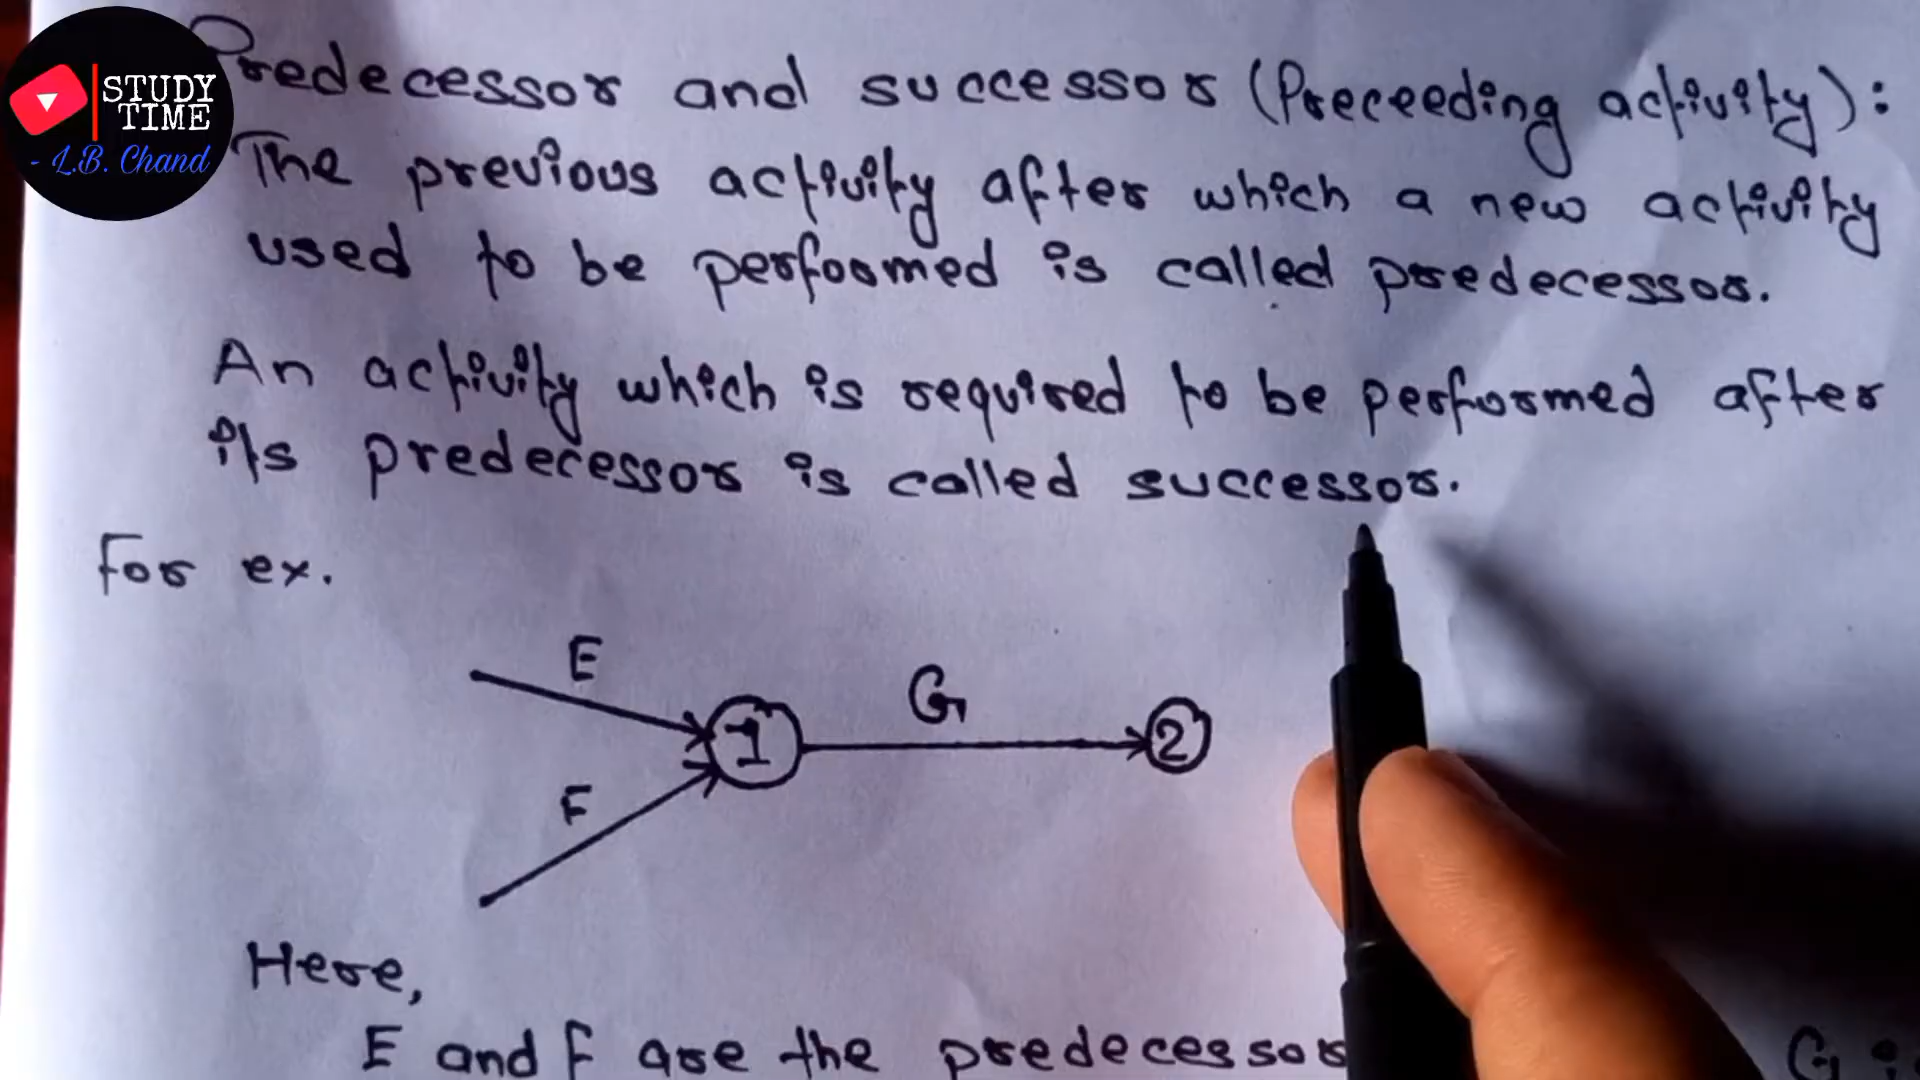 STUDY
TIME
- L.B. Chand
Predecessor and successor (Preceeding activity):
The previous activity after which a new activity
used to be performed is called predecessor.
An activity which is required to be performed after
its predecessor is called successor.
For ex.
E
G
1
2
F
Here,
E and F are the predecessor
G